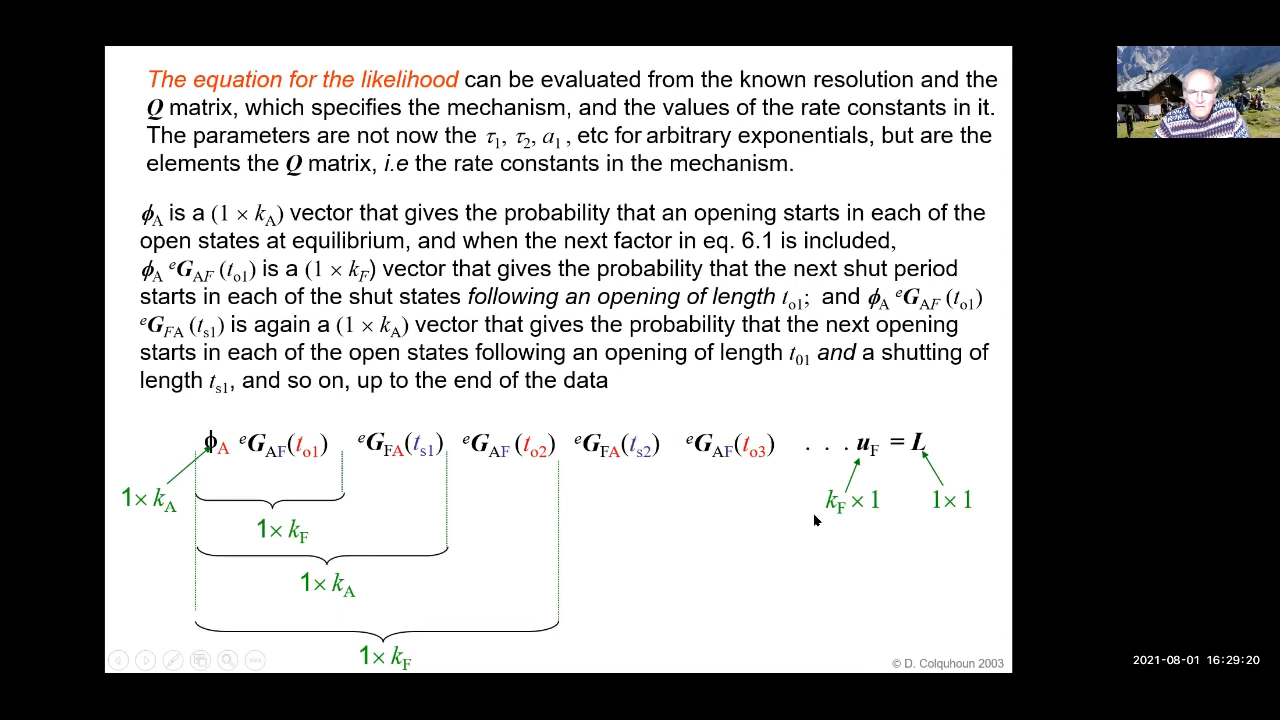 The equation for the likelihood can be evaluated from the known resolution and the
Q matrix, which specifies the mechanism, and the values of the rate constants in it.
The parameters are not now the τ1, τ2, a1, etc for arbitrary exponentials, but are the
elements the Q matrix, i.e the rate constants in the mechanism.
ϕA is a (1 × kA) vector that gives the probability that an opening starts in each of the
open states at equilibrium, and when the next factor in eq. 6.1 is included,
ϕA eGAF (to1) is a (1 × kF) vector that gives the probability that the next shut period
starts in each of the shut states following an opening of length to1; and ϕA eGAF (to1)
eGFA (ts1) is again a (1 × kA) vector that gives the probability that the next opening
starts in each of the open states following an opening of length t01 and a shutting of
length ts1, and so on, up to the end of the data
ϕA eGAF(to1) eGFA(ts1) eGAF (to2) eGFA(ts2) eGAF(to3) . . . uF = L
1× kA kF × 1 1 × 1
1× kF
1× kA
1× kF
© D. Colquhoun 2003
2021-08-01 16:29:20